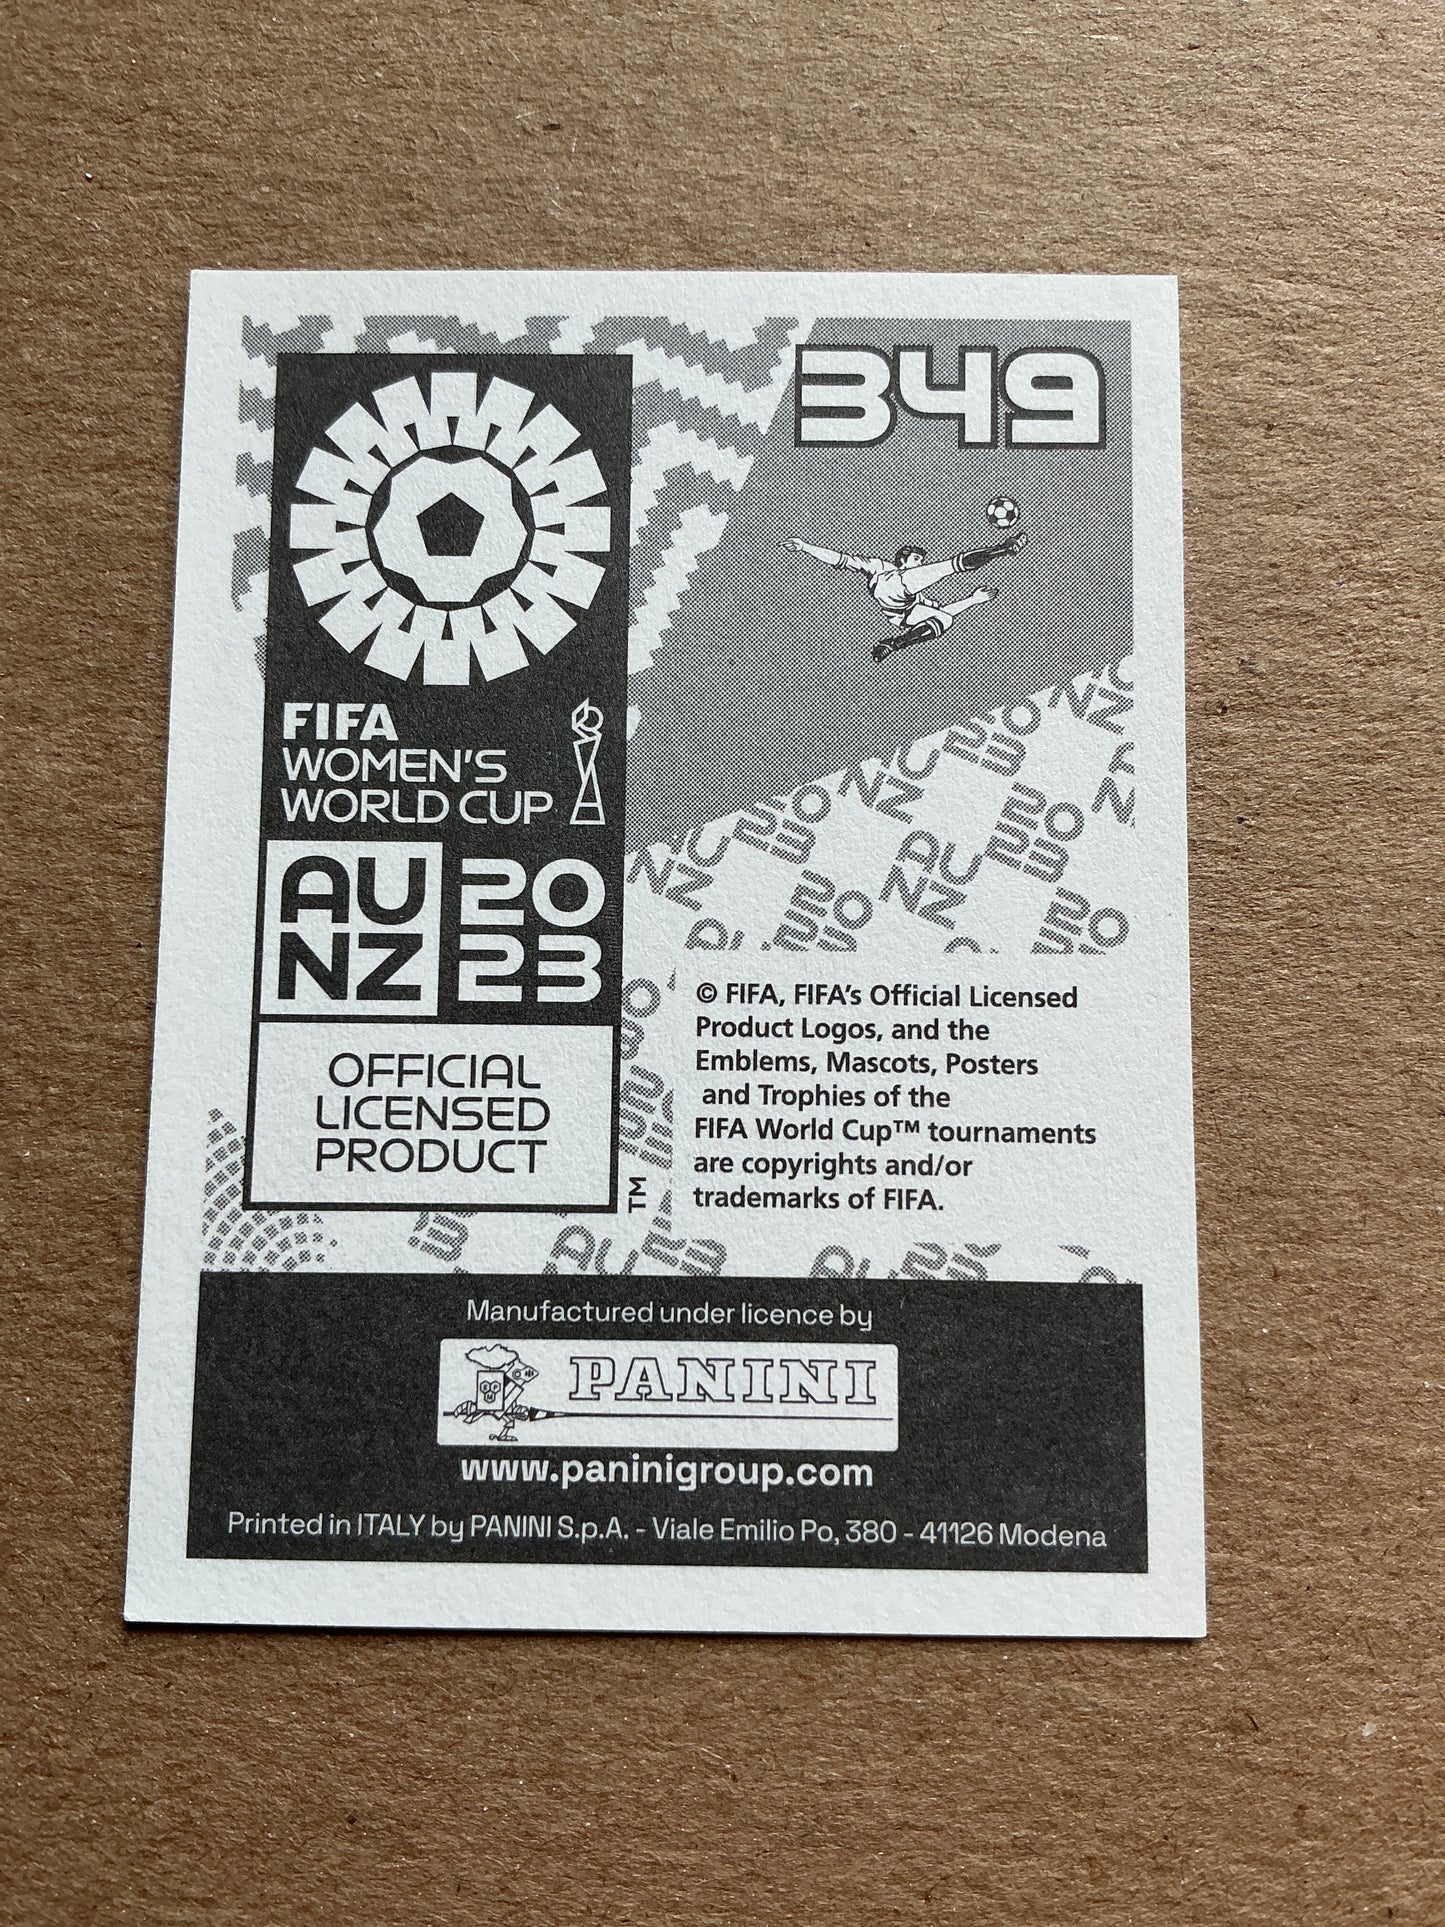 349
FIFA
WOMEN'S
WORLD CUP
AU 20
NZ 23
OFFICIAL
LICENSED
PRODUCT
TM
© FIFA, FIFA's Official Licensed
Product Logos, and the
Emblems, Mascots, Posters
and Trophies of the
FIFA World Cup™ tournaments
are copyrights and/or
trademarks of FIFA.
Manufactured under licence by
PANINI
www.paninigroup.com
Printed in ITALY by PANINI S.p.A. - Viale Emilio Po, 380 - 41126 Modena